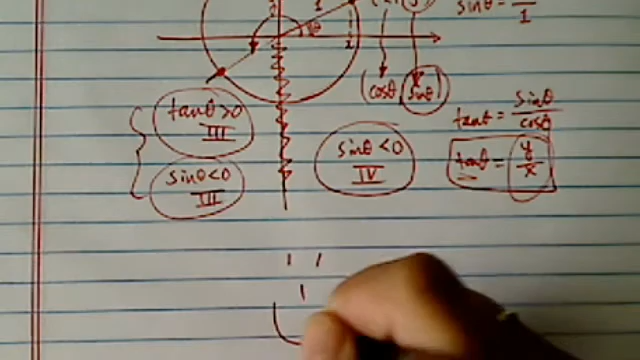 sinθ = /1
θ
(cosθ, sinθ)
tanθ>0
III
sinθ<0
III
sinθ<0
IV
tanθ = sinθ/cosθ
tanθ = y/x